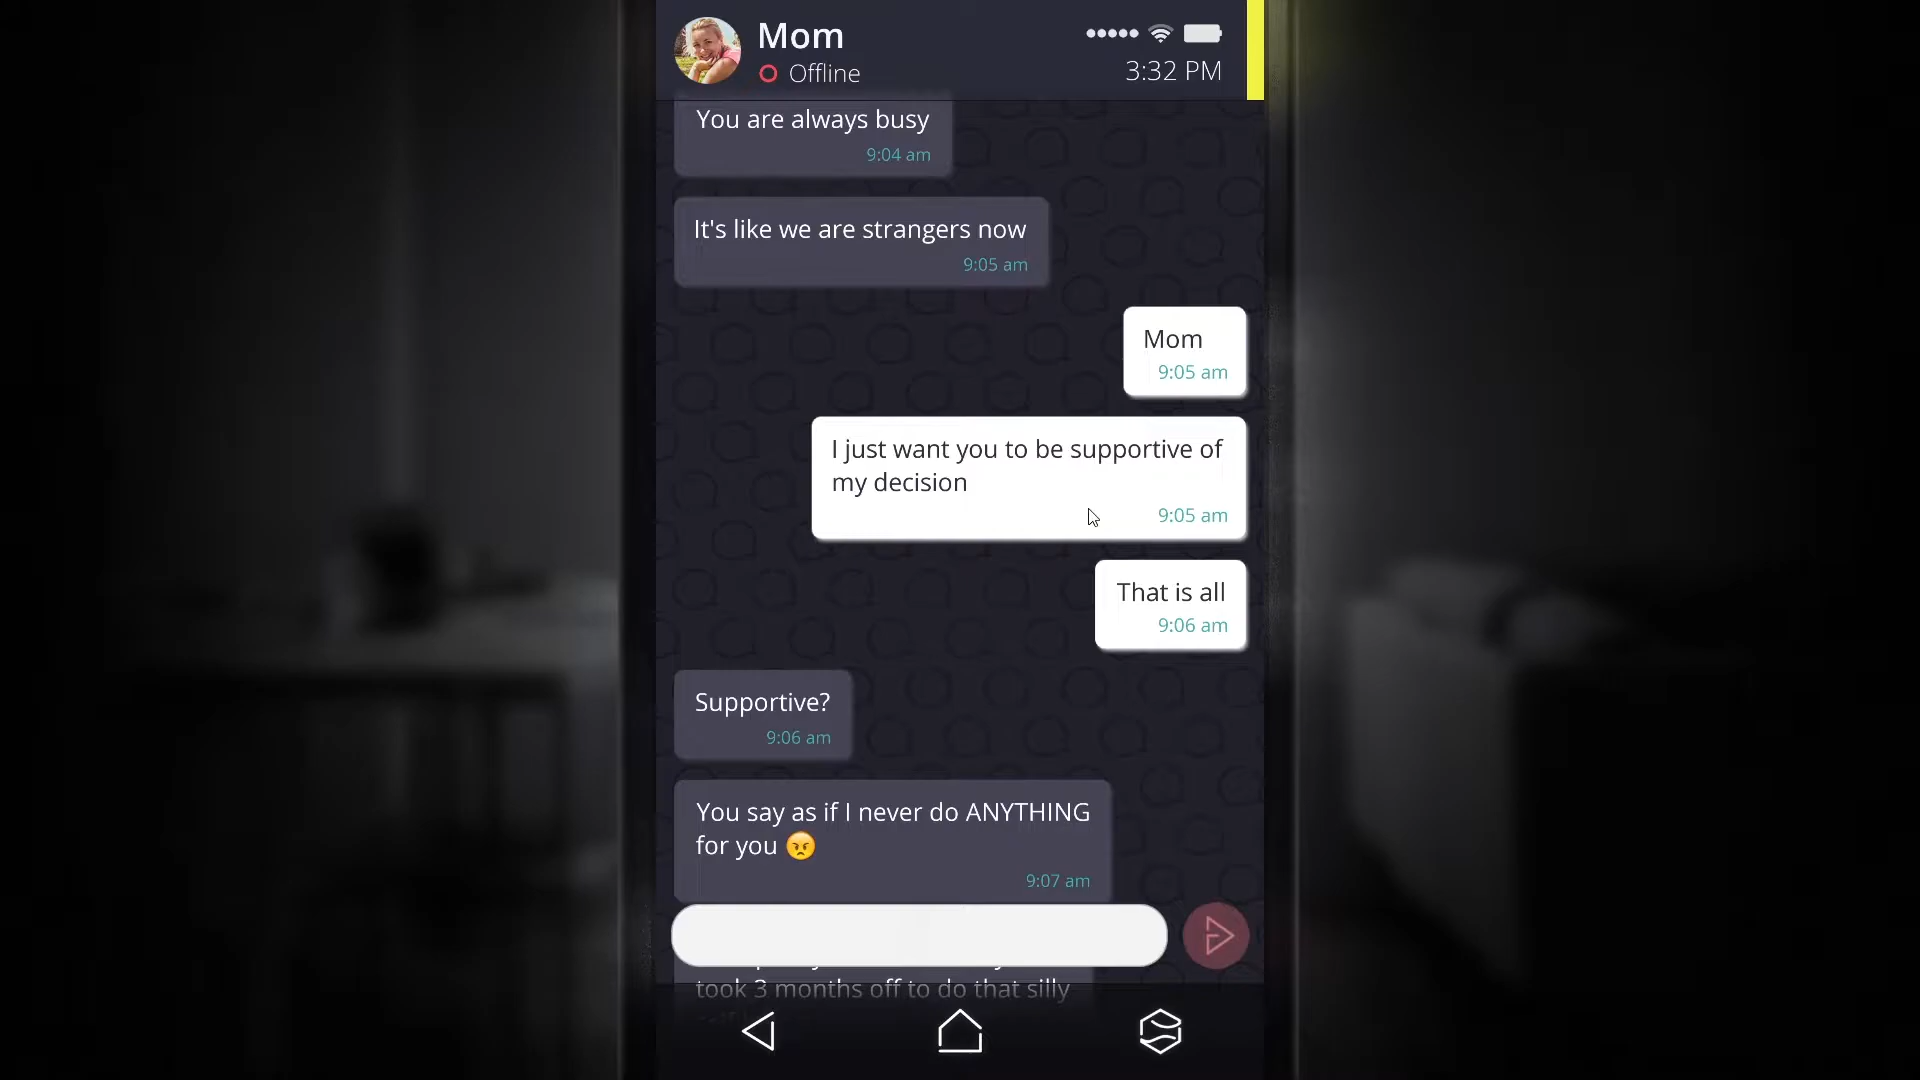 Mom
Offline
3:32 PM
You are always busy
9:04 am
It's like we are strangers now
9:05 am
Mom
9:05 am
I just want you to be supportive of
my decision
9:05 am
That is all
9:06 am
Supportive?
9:06 am
You say as if I never do ANYTHING
for you 😠
9:07 am
took 3 months off to do that silly